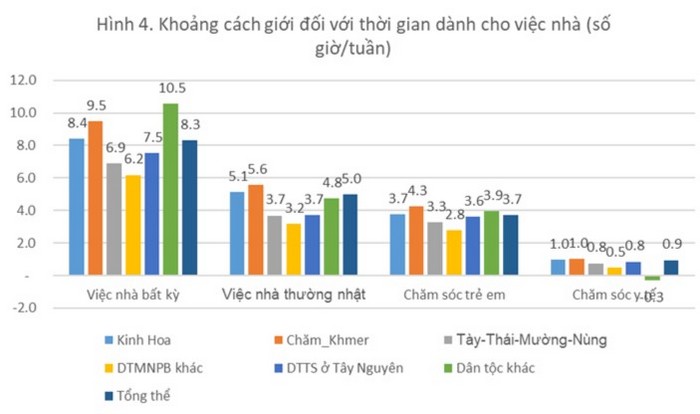 Hình 4. Khoảng cách giới đối với thời gian dành cho việc nhà (số
giờ/tuần)
12.0
10.0
8.0
6.0
4.0
2.0
-
-2.0
8.4 9.5 6.9 6.2 7.5 10.5 8.3
5.1 5.6 3.7 3.2 3.7 4.8 5.0
3.7 4.3 3.3 2.8 3.6 3.9 3.7
1.0 1.0 0.8 0.5 0.8 -0.3 0.9
Việc nhà bất kỳ Việc nhà thường nhật Chăm sóc trẻ em Chăm sóc y tế
Kinh Hoa Chăm_Khmer Tày-Thái-Mường-Nùng
DTMNPB khác DTTS ở Tây Nguyên Dân tộc khác
Tổng thể